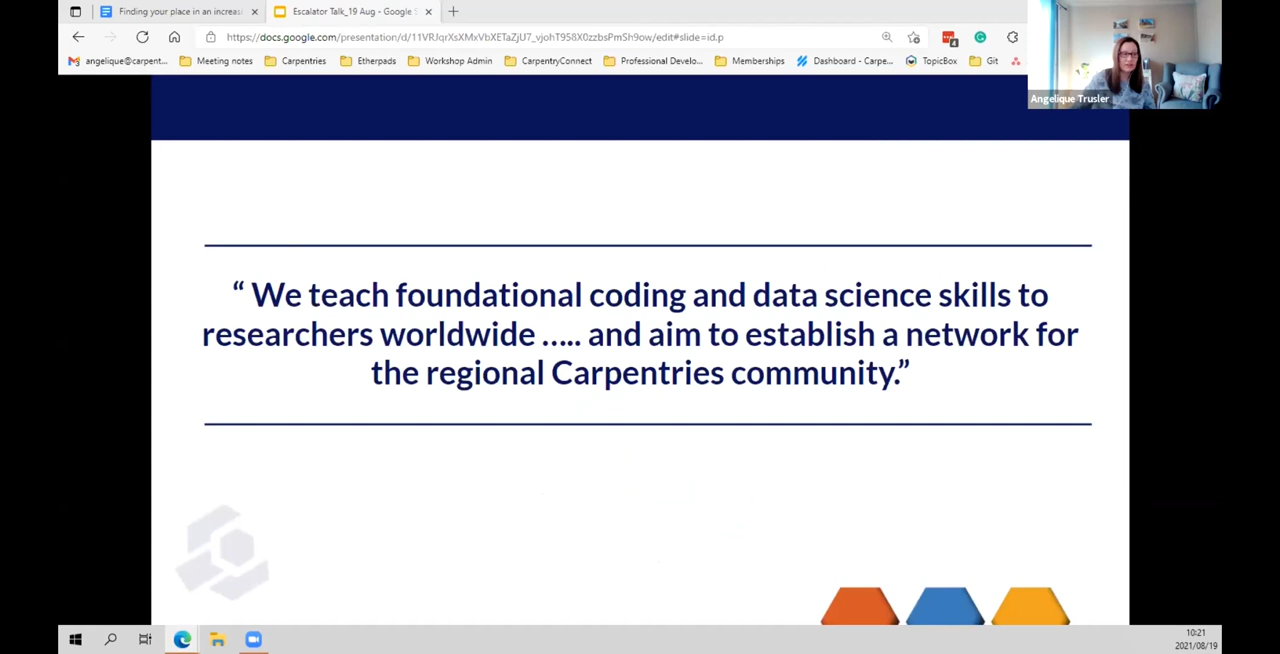 Finding your place in an increasi
Escalator Talk_19 Aug - Google S
https://docs.google.com/presentation/d/11VRJqrXsXMxVbXETaZjU7_vjohT958X0zzbsPmSh9ow/edit#slide=id.p
4
angelique@carpent...
Meeting notes
Carpentries
Etherpads
Workshop Admin
CarpentryConnect
Professional Develo...
Memberships
Dashboard - Carpe...
TopicBox
Git
Angelique Trusler
“ We teach foundational coding and data science skills to
researchers worldwide ..... and aim to establish a network for
the regional Carpentries community.”
10:21
2021/08/19